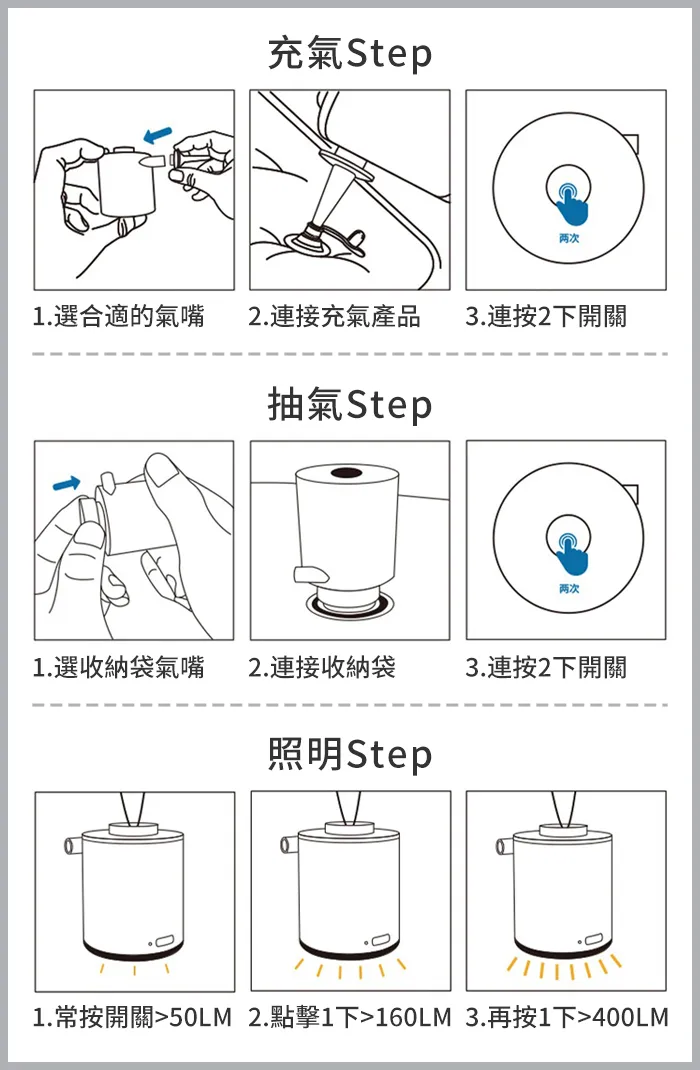 充氣Step
两次
1.選合適的氣嘴
2.連接充氣產品
3.連按2下開關
抽氣Step
两次
1.選收納袋氣嘴
2.連接收納袋
3.連按2下開關
照明Step
1.常按開關>50LM
2.點擊1下>160LM
3.再按1下>400LM